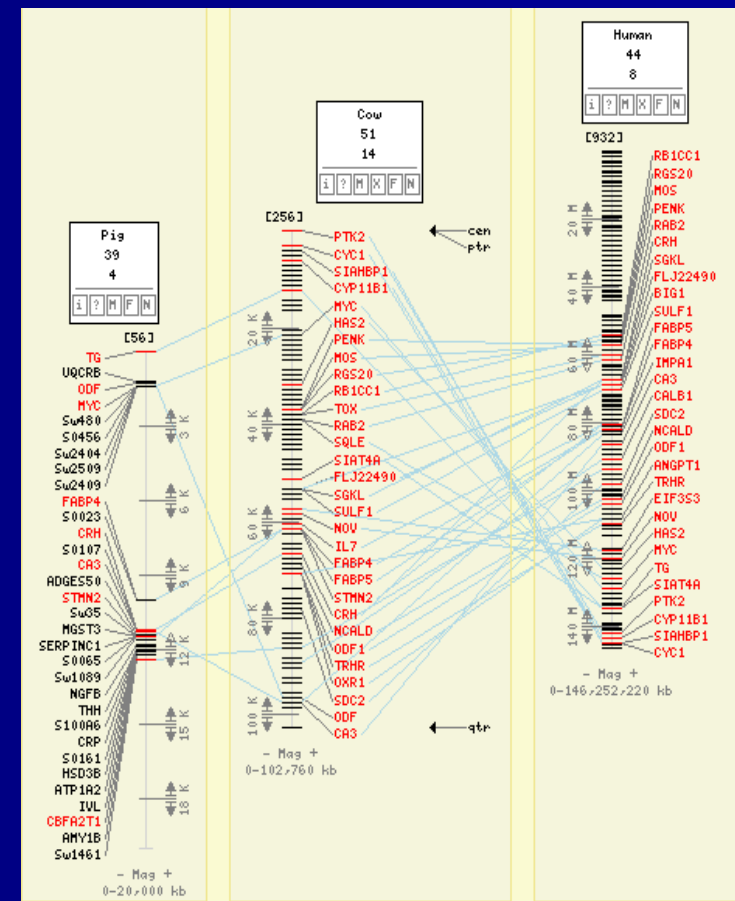 Pig
39
4
i ? M F N
[56]
TG
UQCRB
ODF
MYC
Sw480
S0456
Sw2404
Sw2509
Sw2409
FABP4
S0023
CRH
S0107
CA3
ADGES50
STMN2
Sw35
MGST3
SERPINC1
S0065
Sw1089
NGFB
THH
S100A6
CRP
S0161
HSD3B
ATP1A2
IVL
CBFA2T1
AMY1B
Sw1461
3 K
6 K
9 K
12 K
15 K
18 K
- Mag +
0-20,000 kb
Cow
51
14
i ? M X F N
[256]
PTK2
CYC1
SIAHBP1
CYP11B1
MYC
HAS2
PENK
MOS
RGS20
RB1CC1
TOX
RAB2
SQLE
SIAT4A
FLJ22490
SGKL
SULF1
NOV
IL7
FABP4
FABP5
STMN2
CRH
NCALD
ODF1
TRHR
OXR1
SDC2
ODF
CA3
20 K
40 K
60 K
80 K
100 K
cen
ptr
qtr
- Mag +
0-102,760 kb
Human
44
8
i ? M X F N
[932]
RB1CC1
RGS20
MOS
PENK
RAB2
CRH
SGKL
FLJ22490
BIG1
SULF1
FABP5
FABP4
IMPA1
CA3
CALB1
SDC2
NCALD
ODF1
ANGPT1
TRHR
EIF3S3
NOV
HAS2
MYC
TG
SIAT4A
PTK2
CYP11B1
SIAHBP1
CYC1
20 M
40 M
60 M
80 M
100 M
120 M
140 M
- Mag +
0-146,252,220 kb